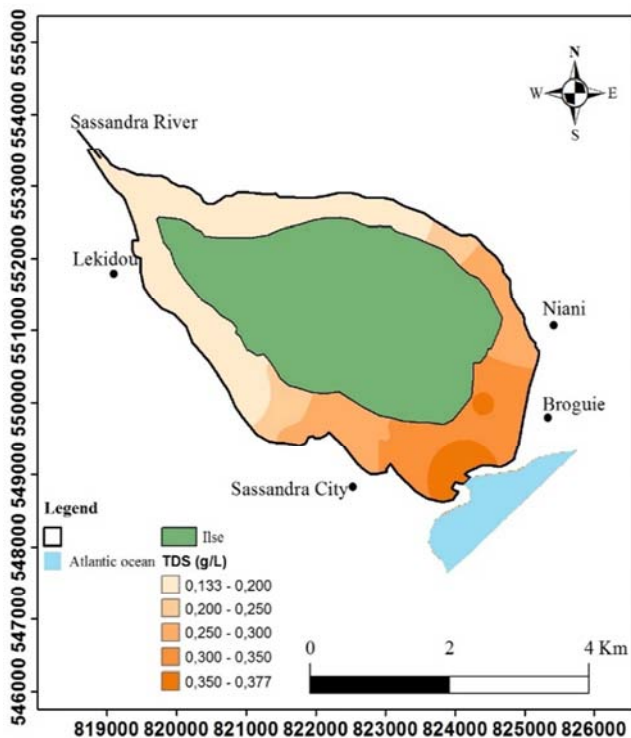 555000
554000
553000
552000
551000
550000
549000
548000
547000
546000
N
W E
S
Sassandra River
Lekidou
Niani
Broguie
Sassandra City
Legend
Ilse
Atlantic ocean
TDS (g/L)
0,133 - 0,200
0,200 - 0,250
0,250 - 0,300
0,300 - 0,350
0,350 - 0,377
0 2 4 Km
819000 820000 821000 822000 823000 824000 825000 826000